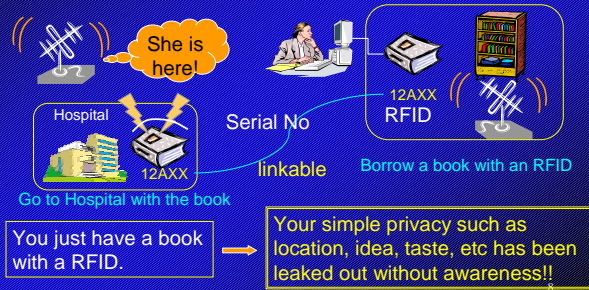 She is
here!
12AXX
RFID
Hospital
Serial No
12AXX
linkable
Borrow a book with an RFID
Go to Hospital with the book
You just have a book
with a RFID.
Your simple privacy such as
location, idea, taste, etc has been
leaked out without awareness!!
8